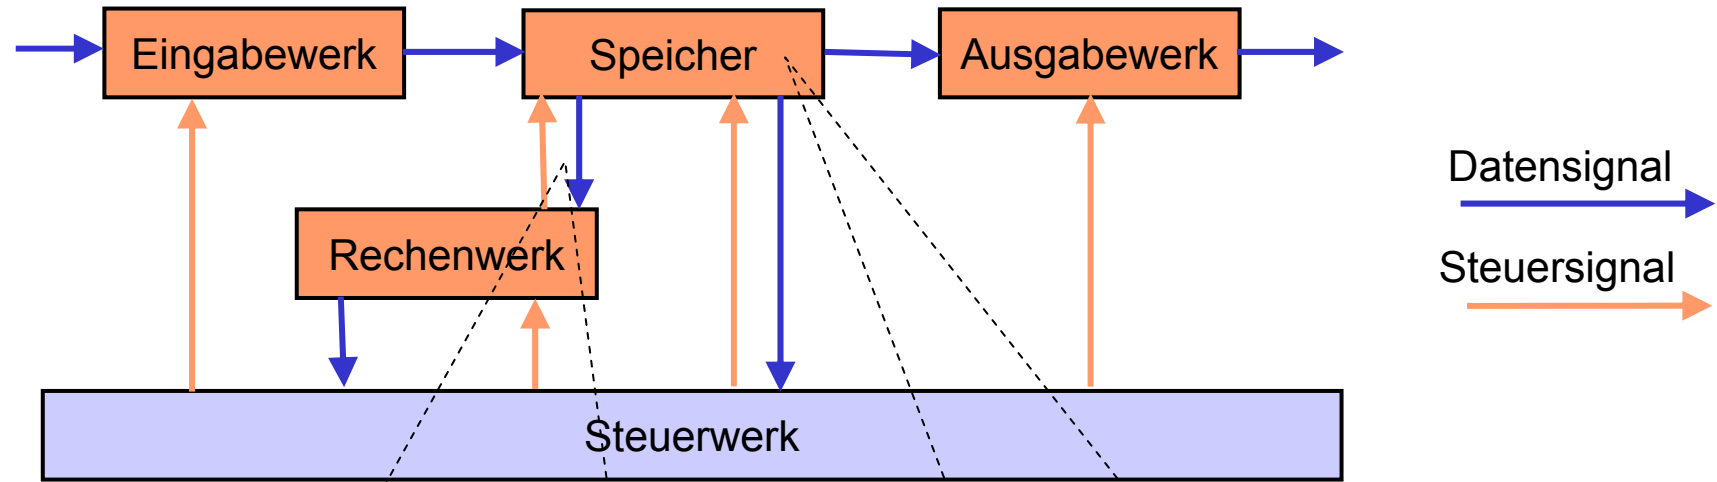 Eingabewerk
Speicher
Ausgabewerk
Datensignal
Rechenwerk
Steuersignal
Steuerwerk